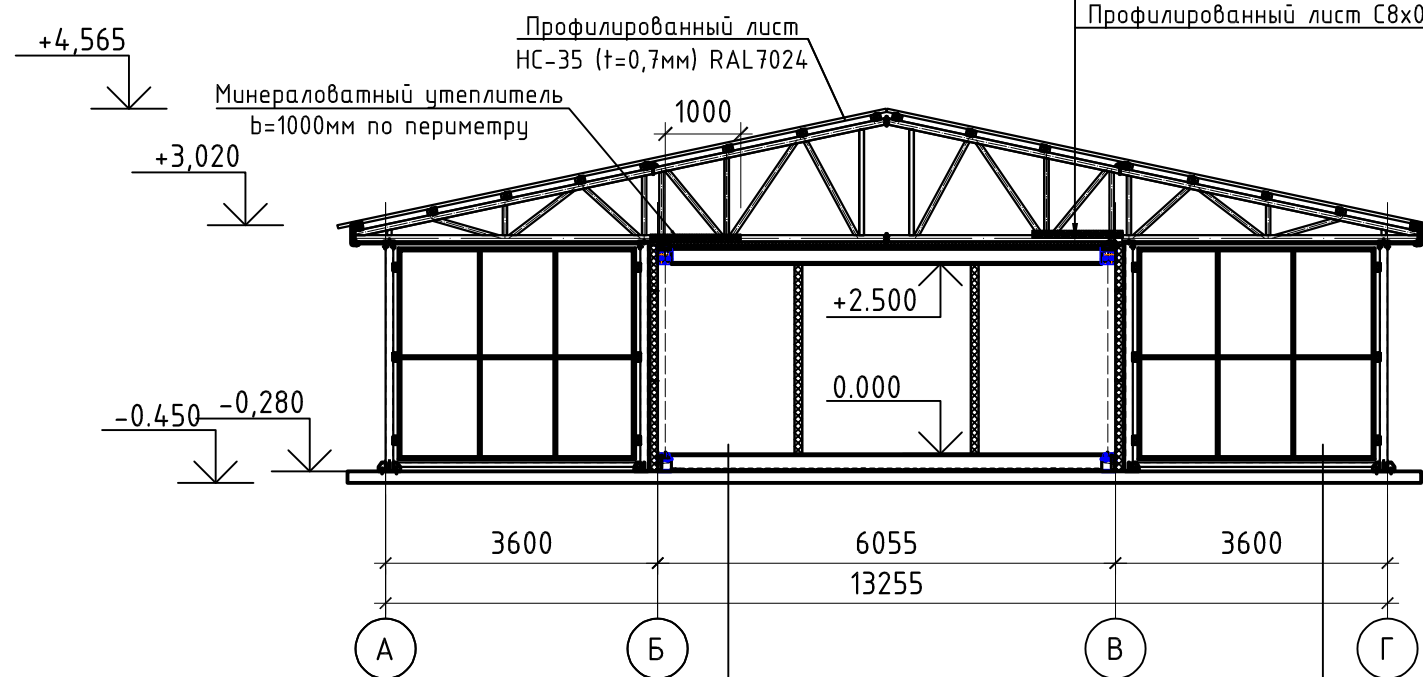 Профилированный лист С8х0
Профилированный лист
НС-35 (t=0,7мм) RAL7024
+4,565
Минераловатный утеплитель
b=1000мм по периметру
1000
+3,020
+2.500
0.000
-0.450
-0,280
3600
6055
3600
13255
А
Б
В
Г